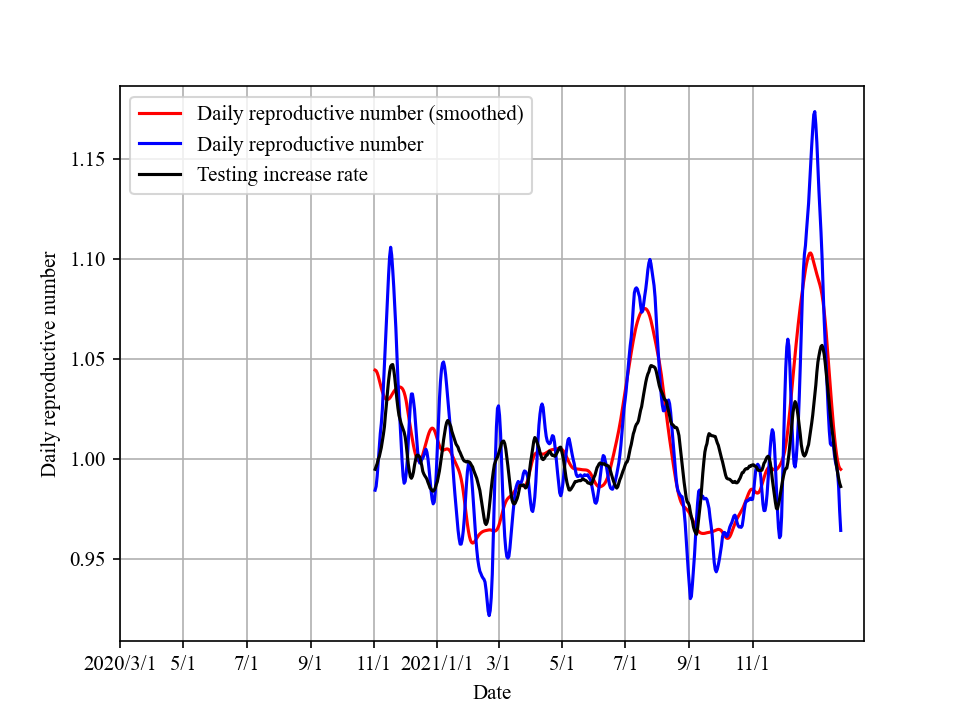 Daily reproductive number (smoothed)
Daily reproductive number
Testing increase rate
1.15
1.10
1.05
1.00
0.95
Daily reproductive number
2020/3/1 5/1 7/1 9/1 11/1 2021/1/1 3/1 5/1 7/1 9/1 11/1
Date